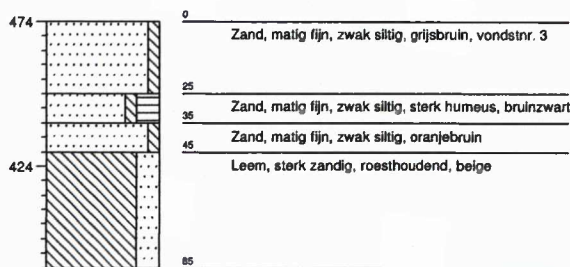 474
0
Zand, matig fijn, zwak siltig, grijsbruin, vondstnr. 3
25
Zand, matig fijn, zwak siltig, sterk humeus, bruinzwart
35
Zand, matig fijn, zwak siltig, oranjebruin
45
424
Leem, sterk zandig, roesthoudend, beige
85